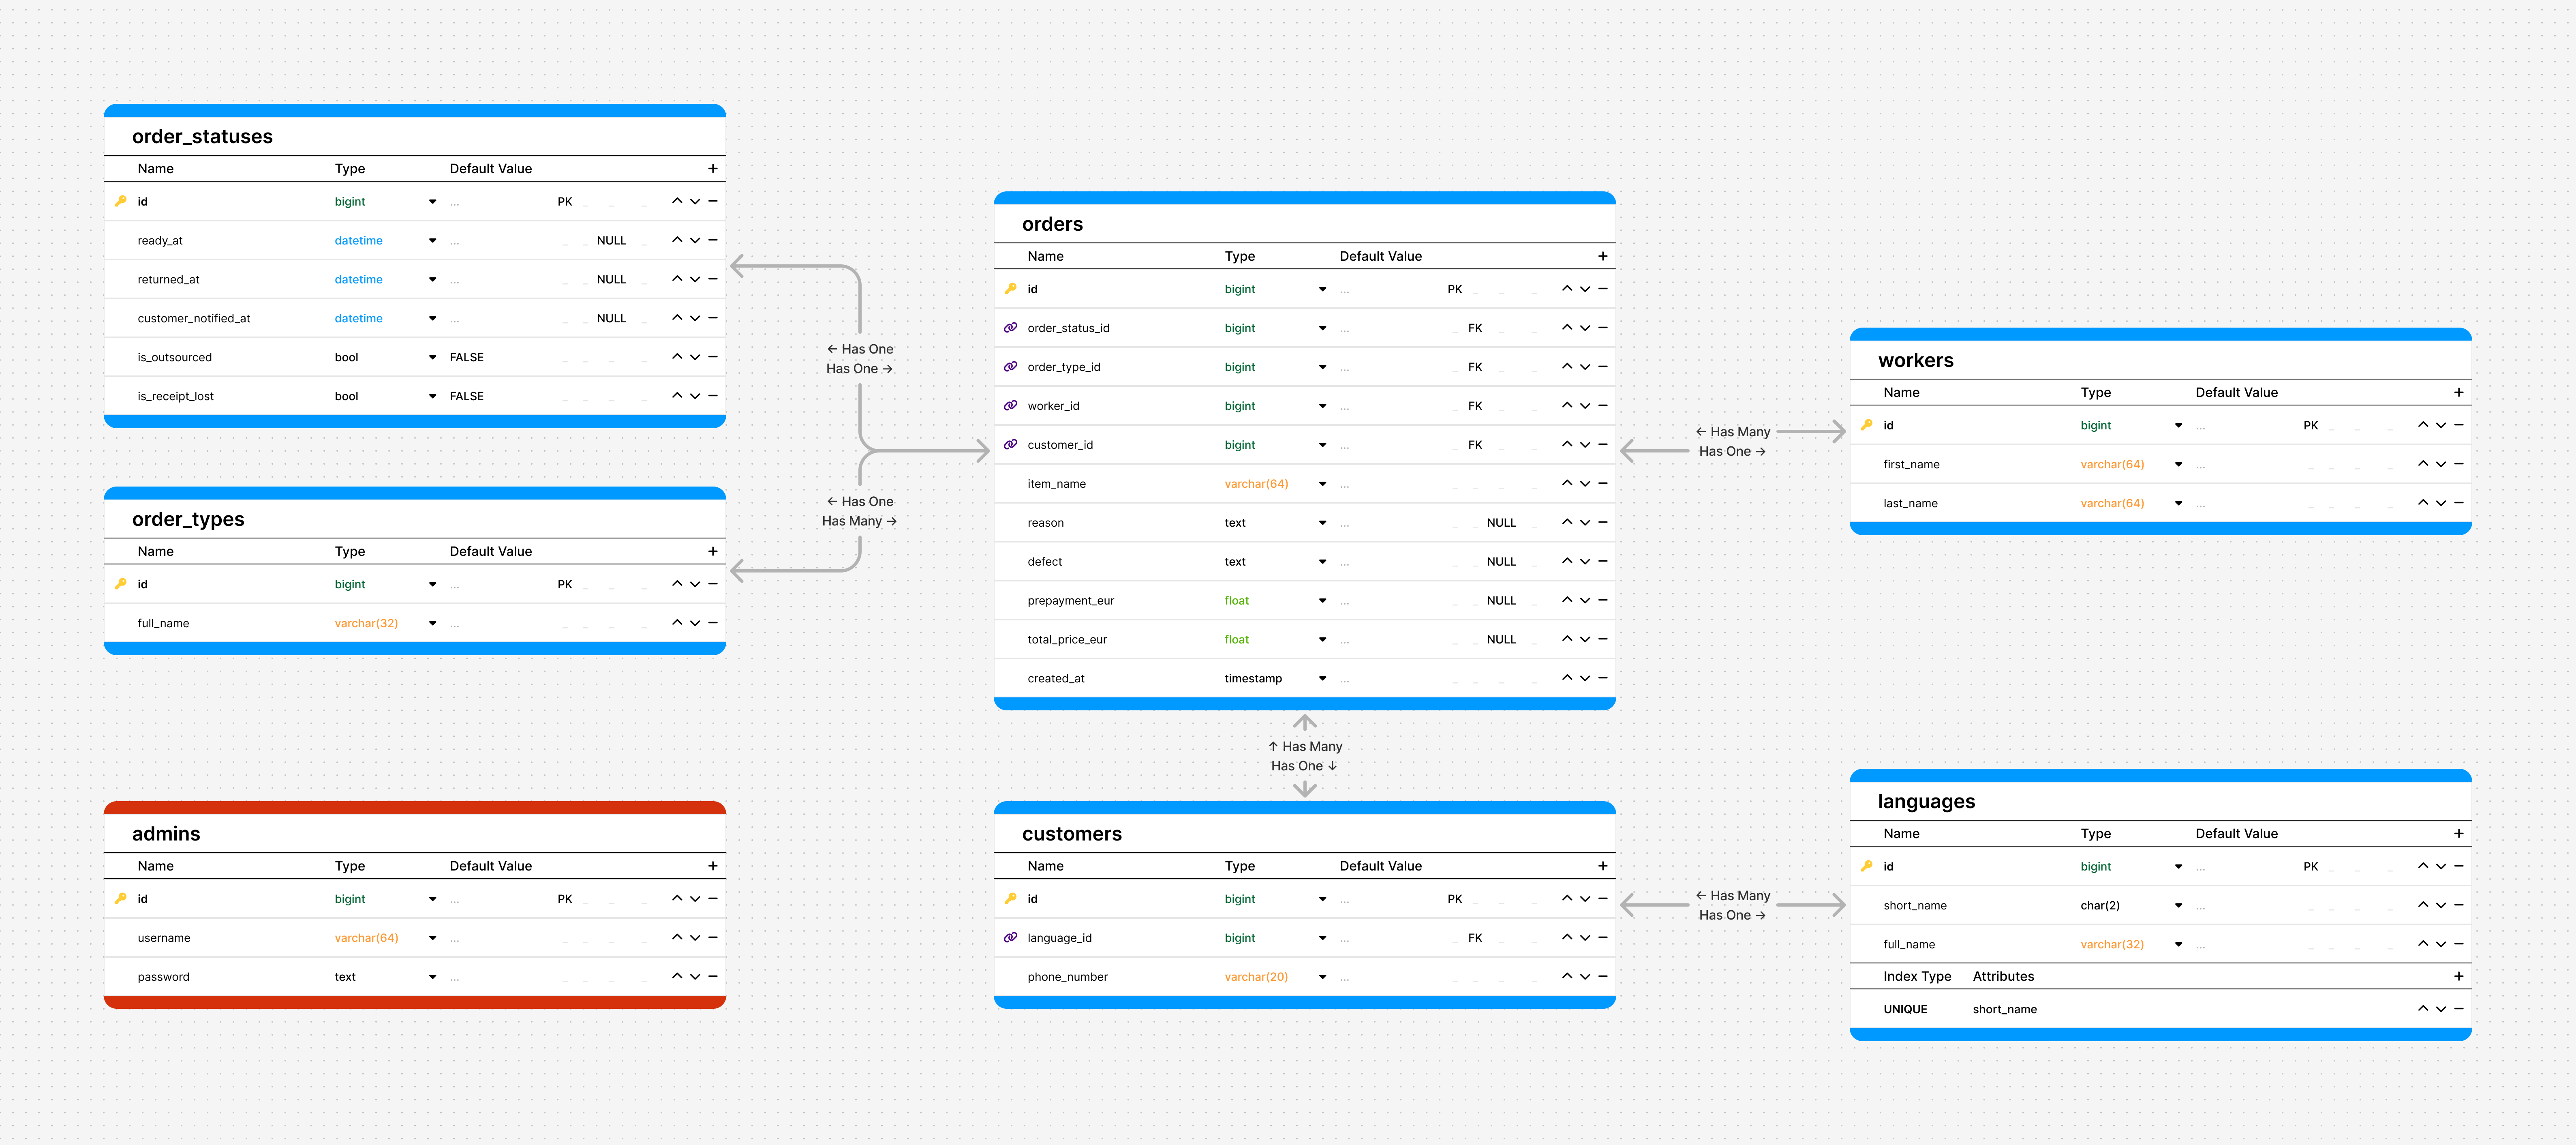 order_statuses
Name Type Default Value +
id bigint ... PK _ _ _
ready_at datetime ... _ _ NULL _
returned_at datetime ... _ _ NULL _
customer_notified_at datetime ... _ _ NULL _
is_outsourced bool FALSE _ _ _ _
is_receipt_lost bool FALSE _ _ _ _
order_types
Name Type Default Value +
id bigint ... PK _ _ _
full_name varchar(32) ... _ _ _ _
admins
Name Type Default Value +
id bigint ... PK _ _ _
username varchar(64) ... _ _ _ _
password text ... _ _ _ _
← Has One
Has One →
← Has One
Has Many →
orders
Name Type Default Value +
id bigint ... PK _ _ _
order_status_id bigint ... _ FK _ _
order_type_id bigint ... _ FK _ _
worker_id bigint ... _ FK _ _
customer_id bigint ... _ FK _ _
item_name varchar(64) ... _ _ _ _
reason text ... _ _ NULL _
defect text ... _ _ NULL _
prepayment_eur float ... _ _ NULL _
total_price_eur float ... _ _ NULL _
created_at timestamp ... _ _ _ _
↑ Has Many
Has One ↓
customers
Name Type Default Value +
id bigint ... PK _ _ _
language_id bigint ... _ FK _ _
phone_number varchar(20) ... _ _ _ _
← Has Many
Has One →
workers
Name Type Default Value +
id bigint ... PK _ _ _
first_name varchar(64) ... _ _ _ _
last_name varchar(64) ... _ _ _ _
← Has Many
Has One →
languages
Name Type Default Value +
id bigint ... PK _ _ _
short_name char(2) ... _ _ _ _
full_name varchar(32) ... _ _ _ _
Index Type Attributes +
UNIQUE short_name